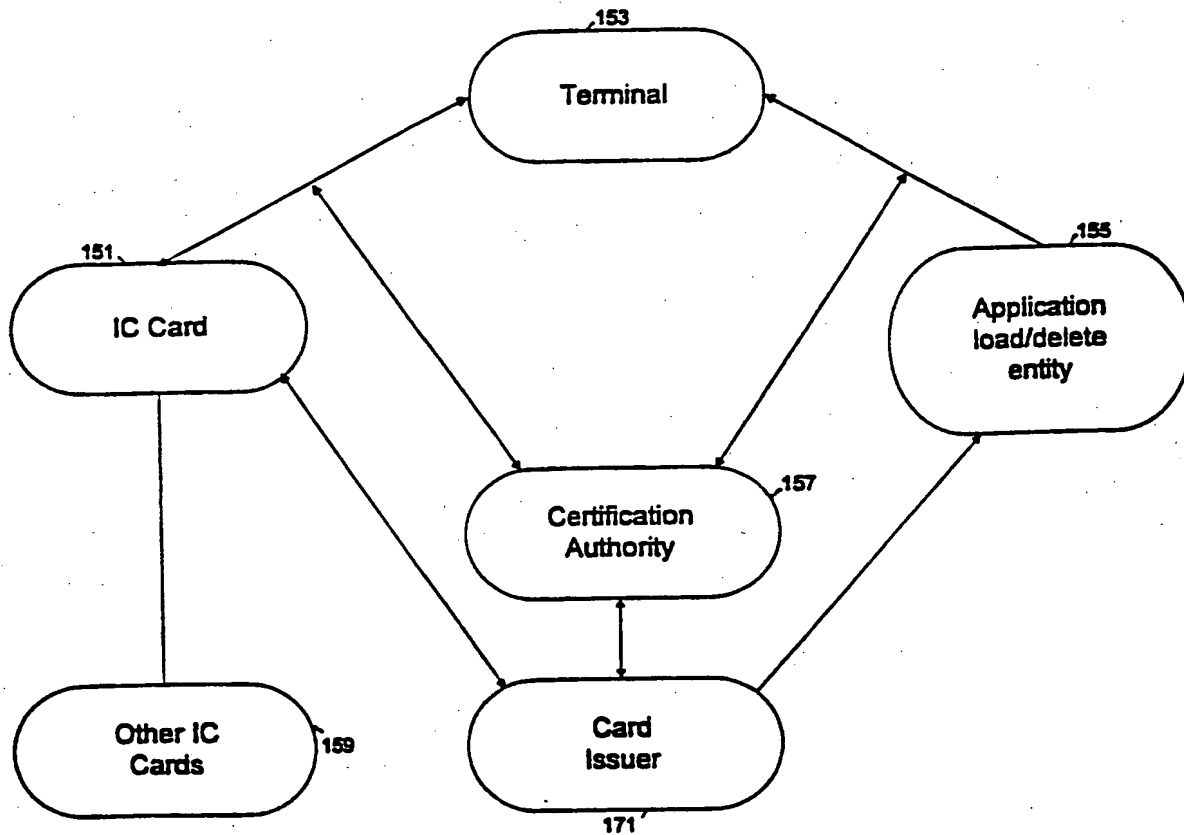 153
Terminal
151
IC Card
155
Application
load/delete
entity
157
Certification
Authority
Other IC
Cards
159
Card
Issuer
171